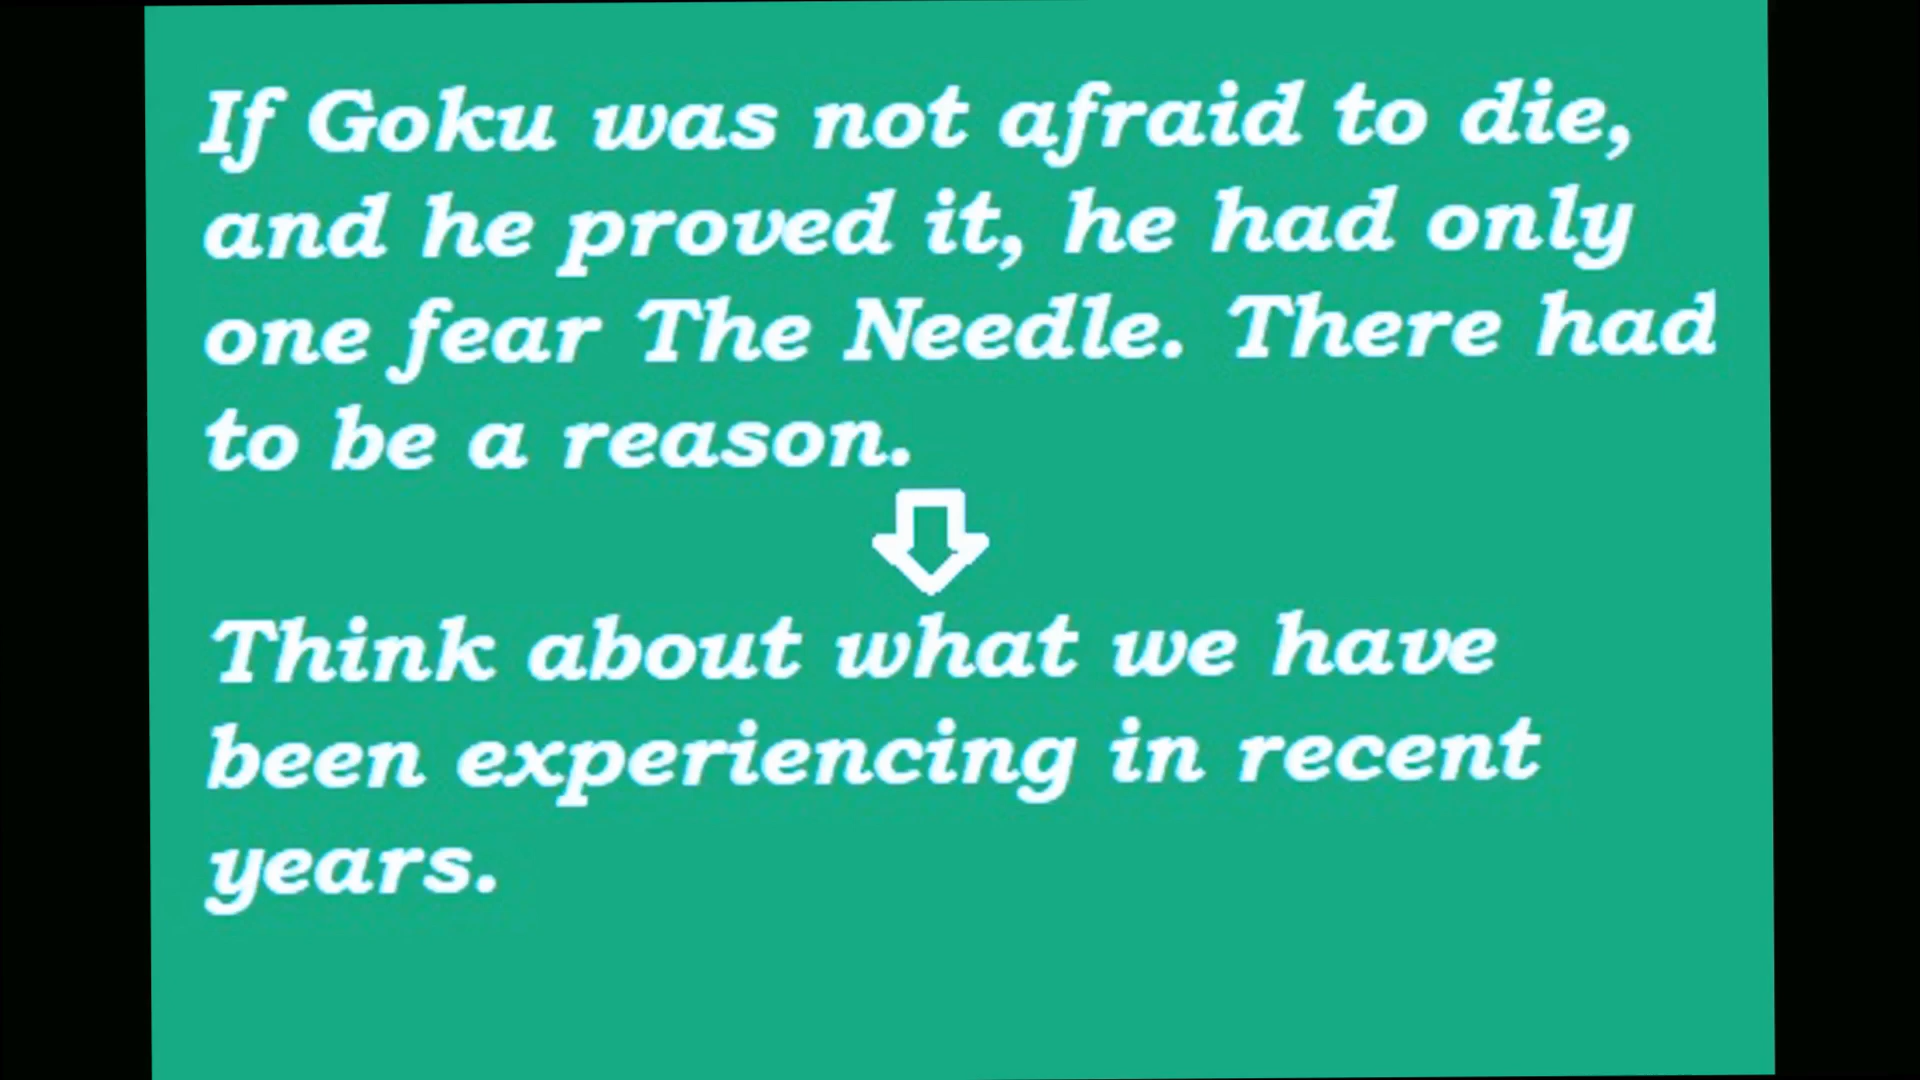 If Goku was not afraid to die,
and he proved it, he had only
one fear The Needle. There had
to be a reason.
Think about what we have
been experiencing in recent
years.